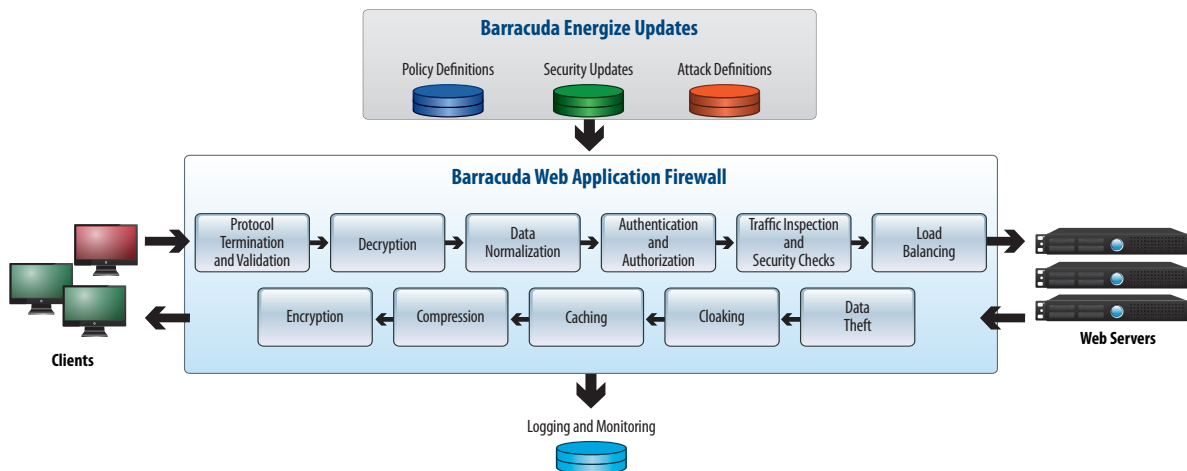 Barracuda Energize Updates
Policy Definitions
Security Updates
Attack Definitions
Barracuda Web Application Firewall
Protocol
Termination
and Validation
Decryption
Data
Normalization
Authentication
and
Authorization
Traffic Inspection
and
Security Checks
Load
Balancing
Encryption
Compression
Caching
Cloaking
Data
Theft
Clients
Web Servers
Logging and Monitoring